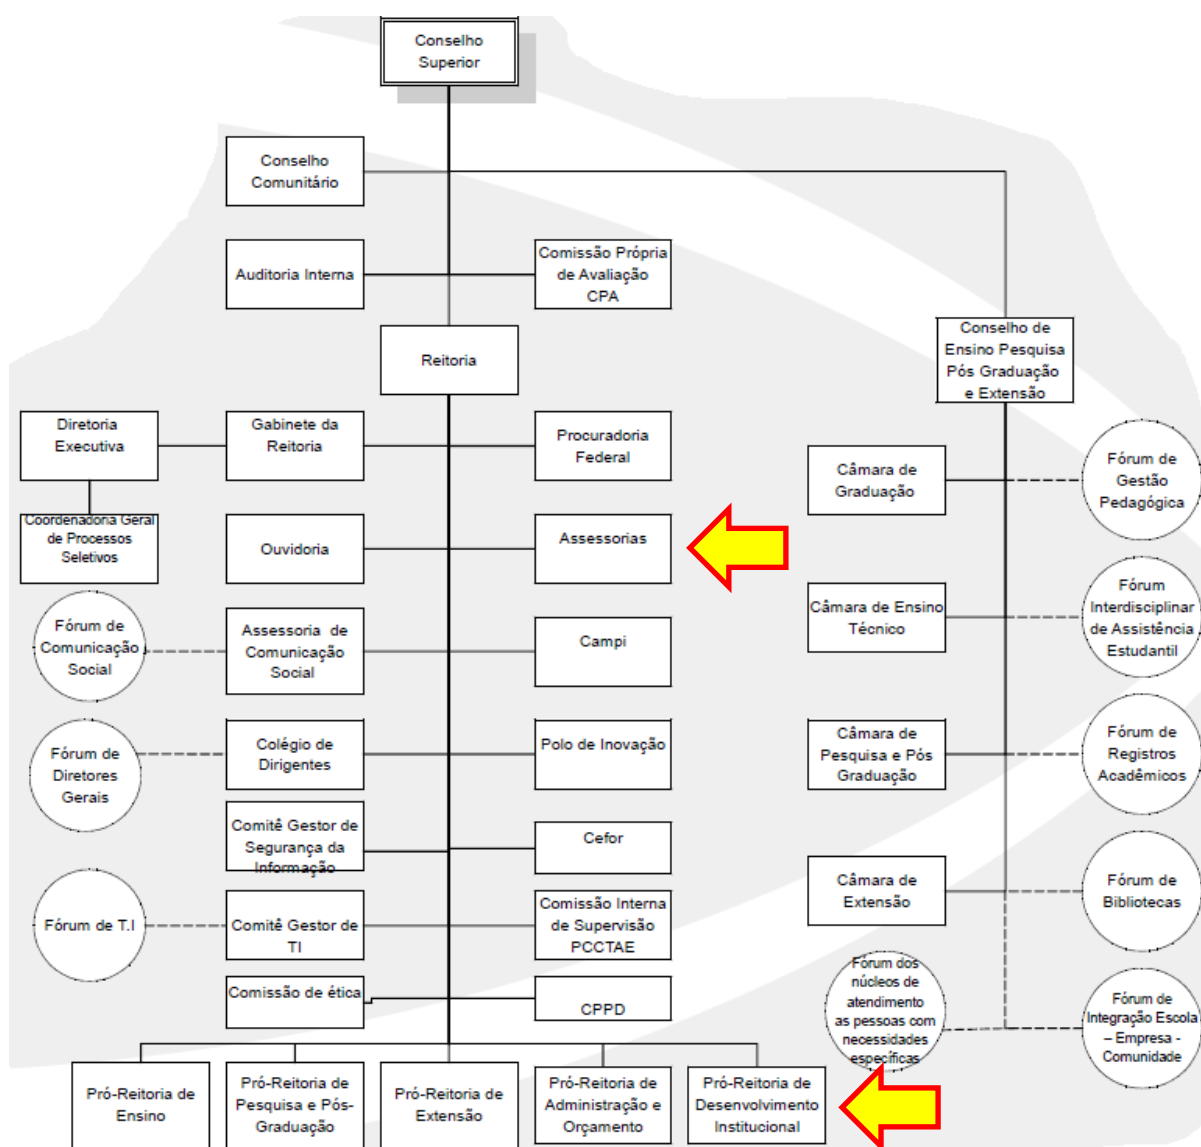 Conselho
Superior
Conselho
Comunitário
Auditoria Interna
Comissão Própria
de Avaliação
CPA
Reitoria
Conselho de
Ensino Pesquisa
Pós Graduação
e Extensão
Diretoria
Executiva
Gabinete da
Reitoria
Procuradoria
Federal
Câmara de
Graduação
Fórum de
Gestão
Pedagógica
Coordenadoria Geral
de Processos
Seletivos
Ouvidoria
Assessorias
Fórum de
Comunicação
Social
Assessoria de
Comunicação
Social
Campi
Câmara de Ensino
Técnico
Fórum
Interdisciplinar
de Assistência
Estudantil
Fórum de
Diretores
Gerais
Colégio de
Dirigentes
Polo de Inovação
Câmara de
Pesquisa e Pós
Graduação
Fórum de
Registros
Acadêmicos
Comitê Gestor de
Segurança da
Informação
Cefor
Câmara de
Extensão
Fórum de
Bibliotecas
Fórum de T.I
Comitê Gestor de
TI
Comissão Interna
de Supervisão
PCCTAE
Comissão de ética
CPPD
Fórum dos
núcleos de
atendimento
as pessoas com
necessidades
específicas
Fórum de
Integração Escola
– Empresa -
Comunidade
Pró-Reitoria de
Ensino
Pró-Reitoria de
Pesquisa e Pós-
Graduação
Pró-Reitoria de
Extensão
Pró-Reitoria de
Administração e
Orçamento
Pró-Reitoria de
Desenvolvimento
Institucional